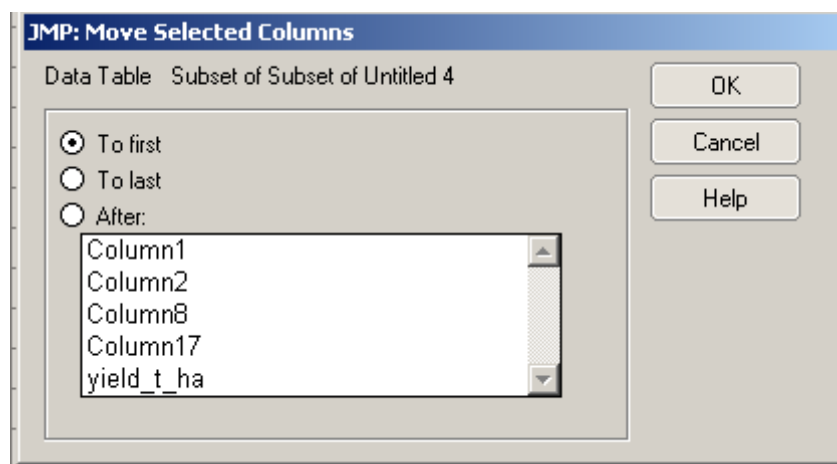 JMP: Move Selected Columns
Data Table Subset of Subset of Untitled 4
OK
To first
Cancel
To last
Help
After:
Column1
Column2
Column8
Column17
yield_t_ha